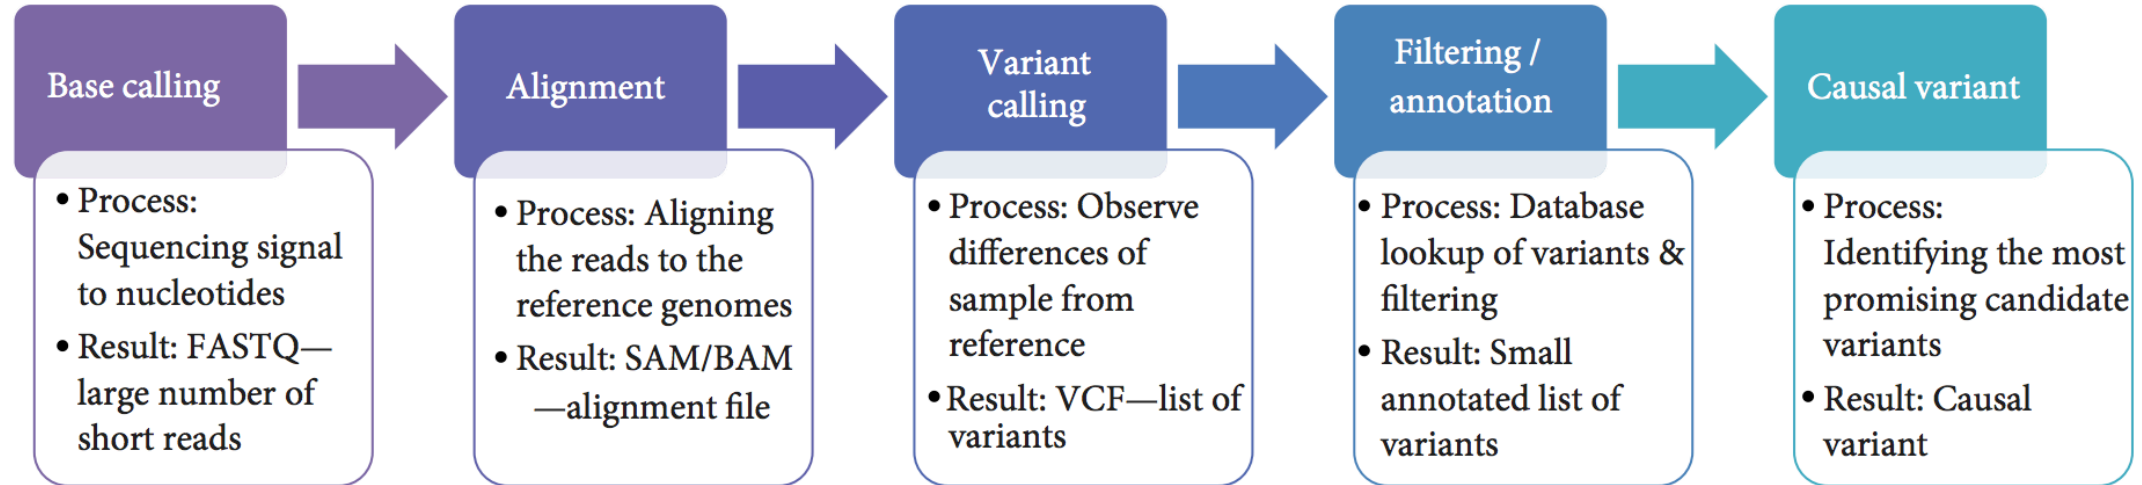 Base calling
• Process:
Sequencing signal
to nucleotides
• Result: FASTQ—
large number of
short reads
Alignment
• Process: Aligning
the reads to the
reference genomes
• Result: SAM/BAM
—alignment file
Variant
calling
• Process: Observe
differences of
sample from
reference
• Result: VCF—list of
variants
Filtering /
annotation
• Process: Database
lookup of variants &
filtering
• Result: Small
annotated list of
variants
Causal variant
• Process:
Identifying the most
promising candidate
variants
• Result: Causal
variant